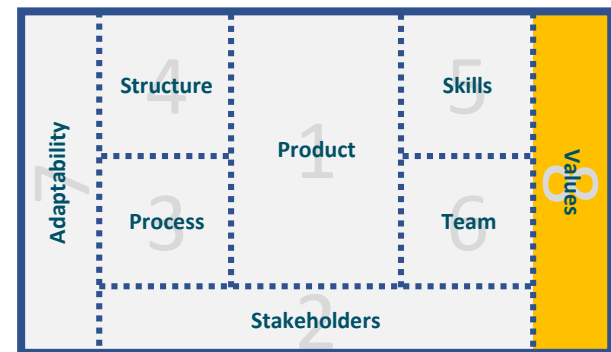 4
Structure
5
Skills
1
Product
7
Adaptability
8
Values
3
Process
6
Team
2
Stakeholders